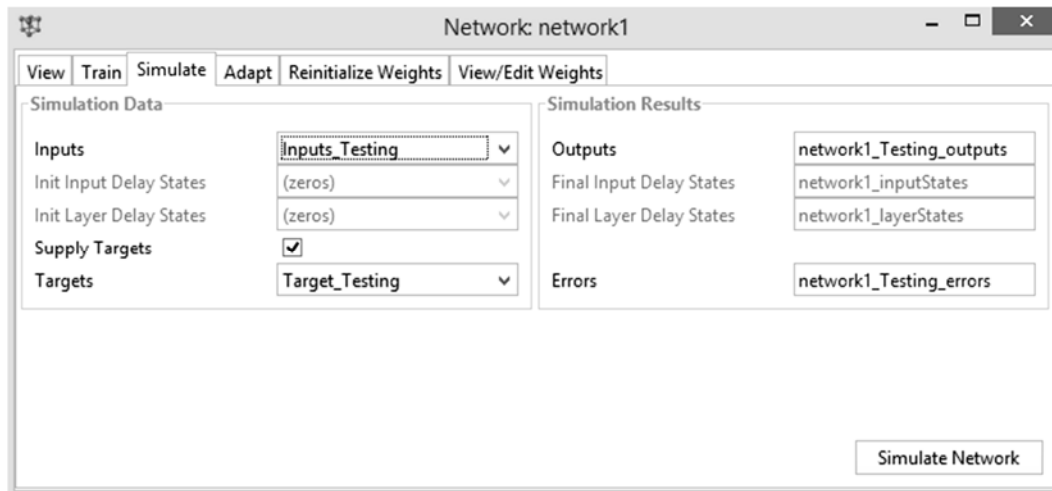 Network: network1
View Train Simulate Adapt Reinitialize Weights View/Edit Weights
Simulation Data
Inputs Inputs_Testing
Init Input Delay States (zeros)
Init Layer Delay States (zeros)
Supply Targets
Targets Target_Testing
Simulation Results
Outputs network1_Testing_outputs
Final Input Delay States network1_inputStates
Final Layer Delay States network1_layerStates
Errors network1_Testing_errors
Simulate Network